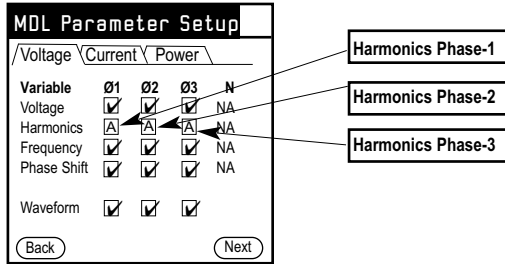 MDL Parameter Setup
Voltage Current Power
Variable Ø1 Ø2 Ø3 N
Voltage NA
Harmonics A A A NA
Frequency NA
Phase Shift NA
Waveform
Back Next
Harmonics Phase-1
Harmonics Phase-2
Harmonics Phase-3